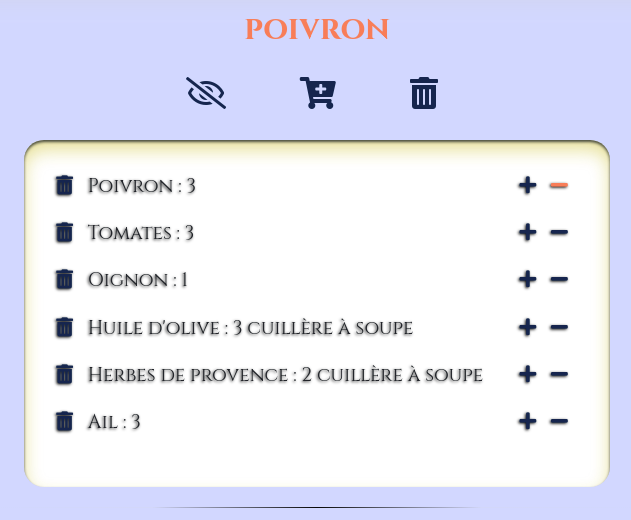 POIVRON
Poivron : 3
Tomates : 3
Oignon : 1
Huile d'olive : 3 cuillère à soupe
Herbes de provence : 2 cuillère à soupe
Ail : 3